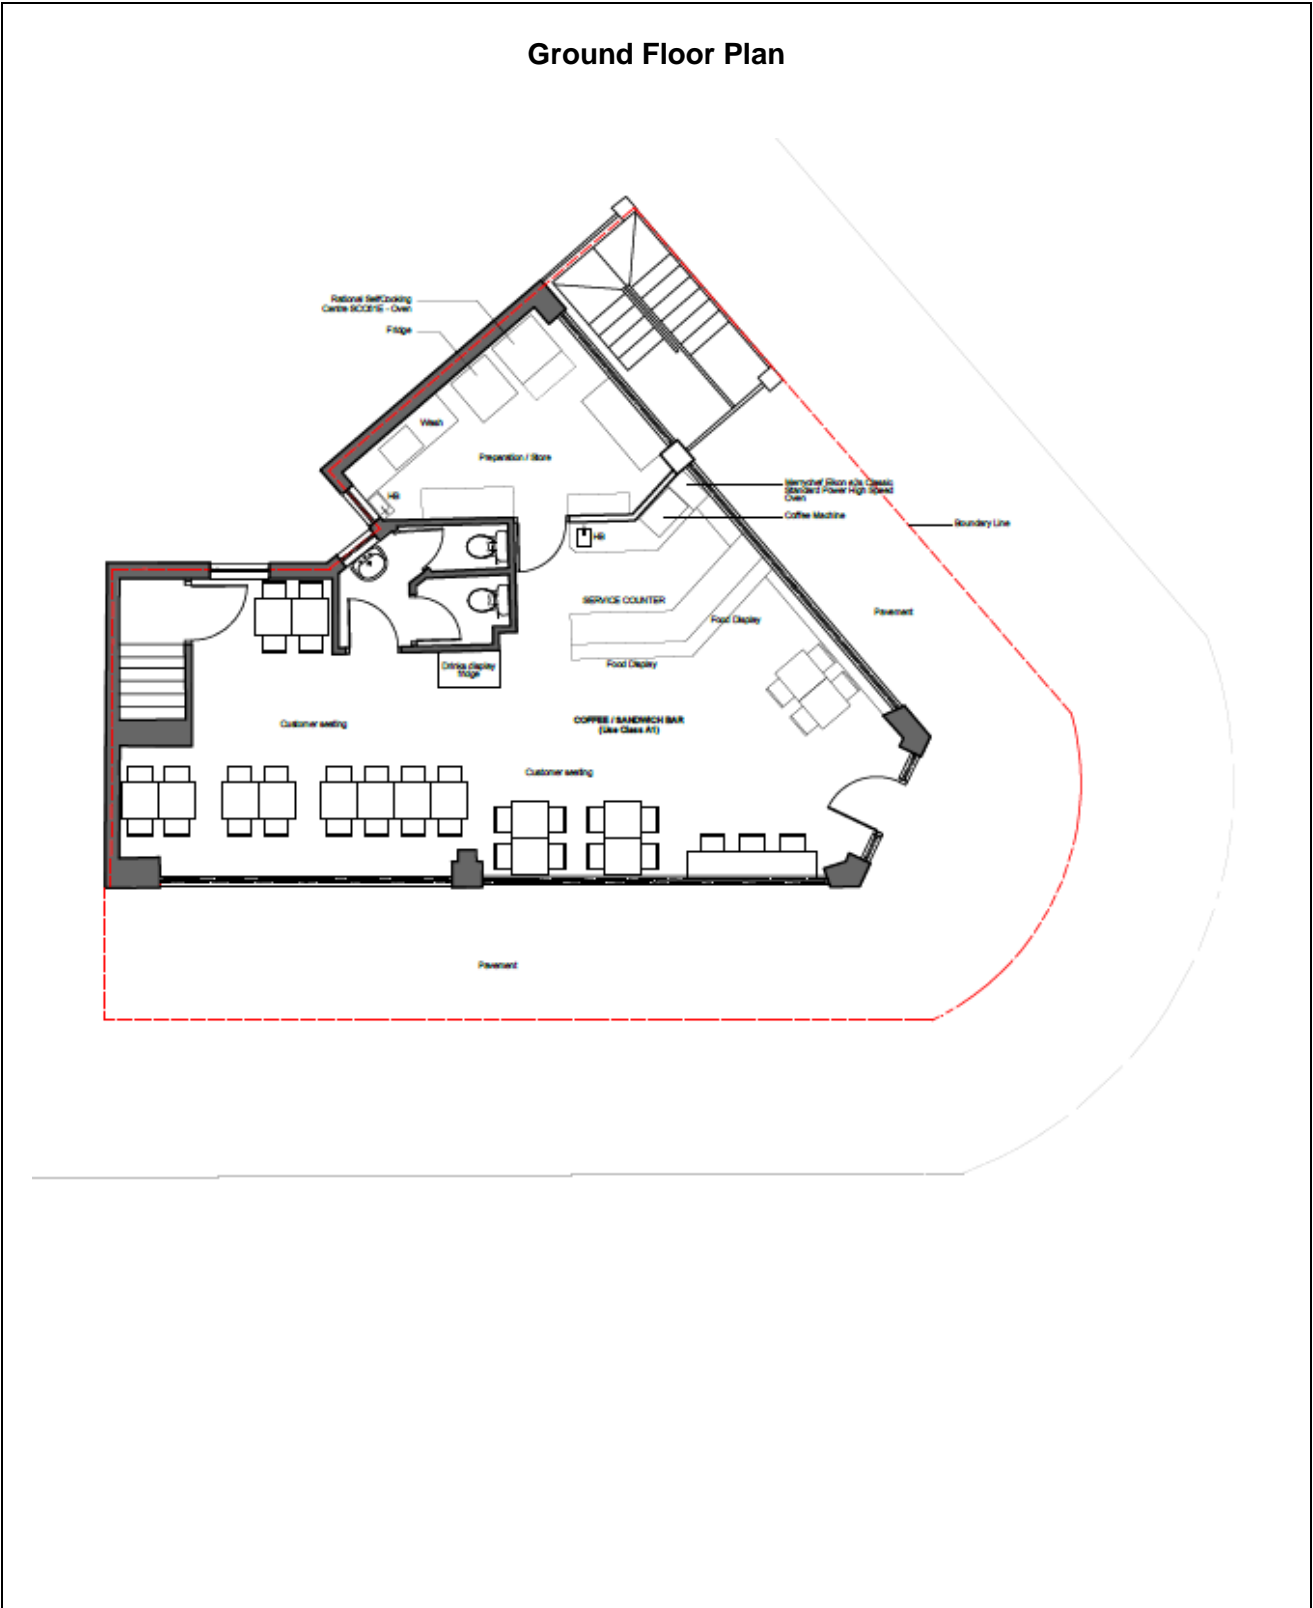 Ground Floor Plan
Rational SelfCooking
Centre SCC61E - Oven
Fridge
Wash
Preparation / Store
HB
Merrychef Eikon e2s Classic
Standard Power High Speed
Oven
Coffee Machine
Boundary Line
HB
SERVICE COUNTER
Food Display
Pavement
Food Display
Drinks display
fridge
Customer seating
COFFEE / SANDWICH BAR
(Use Class A1)
Customer seating
Pavement